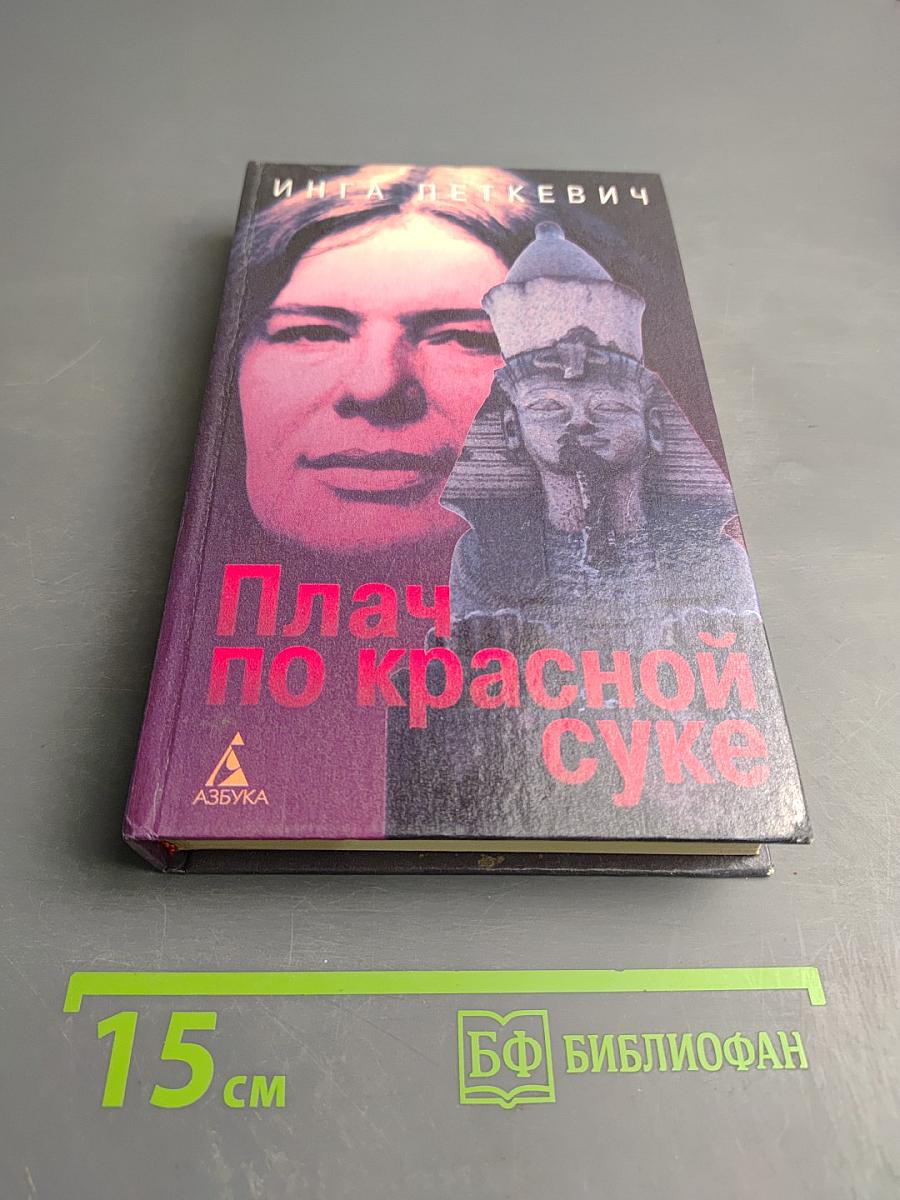 ИНГА ПЕТКЕВИЧ
Плач
по красной
суке
АЗБУКА
15 см
БФ БИБЛИОФАН